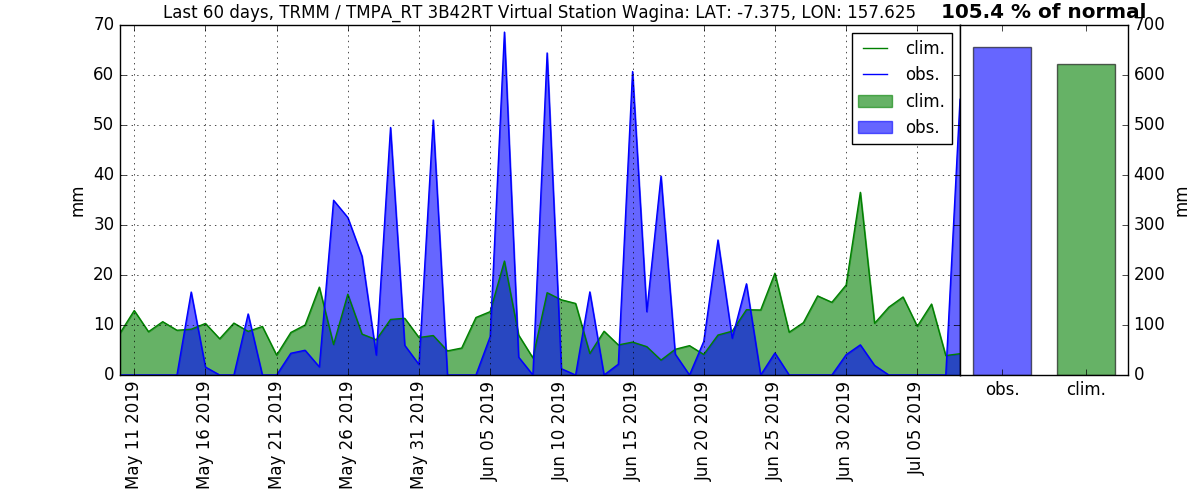 Last 60 days, TRMM / TMPA_RT 3B42RT Virtual Station Wagina: LAT: -7.375, LON: 157.625
105.4 % of normal
70
60
50
40
30
20
10
0
mm
clim.
obs.
clim.
obs.
700
600
500
400
300
200
100
0
mm
obs.
clim.
May 11 2019
May 16 2019
May 21 2019
May 26 2019
May 31 2019
Jun 05 2019
Jun 10 2019
Jun 15 2019
Jun 20 2019
Jun 25 2019
Jun 30 2019
Jul 05 2019